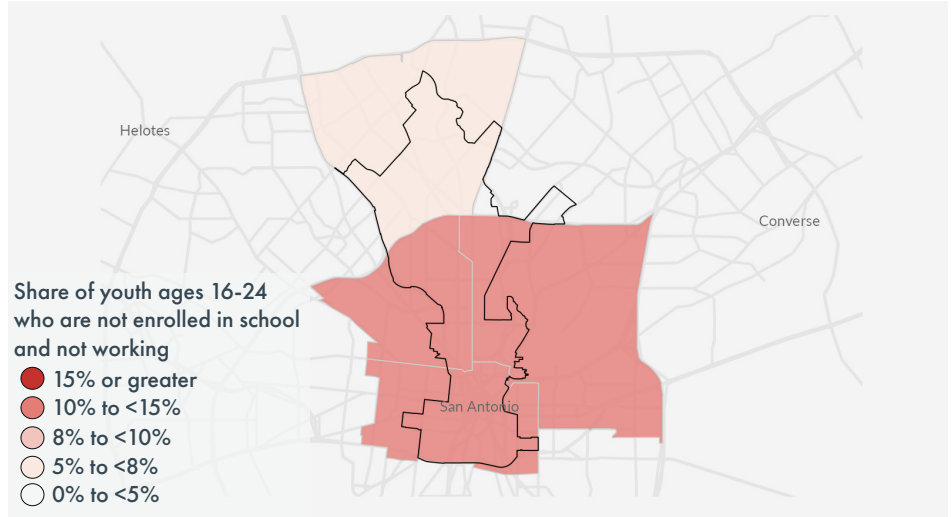 Helotes
Converse
Share of youth ages 16-24
who are not enrolled in school
and not working
15% or greater
10% to <15%
8% to <10%
5% to <8%
0% to <5%
San Antonio